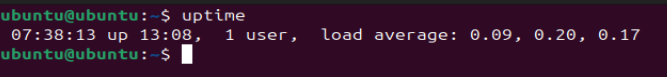 ubuntu@ubuntu:~$ uptime
 07:38:13 up 13:08,  1 user,  load average: 0.09, 0.20, 0.17
ubuntu@ubuntu:~$